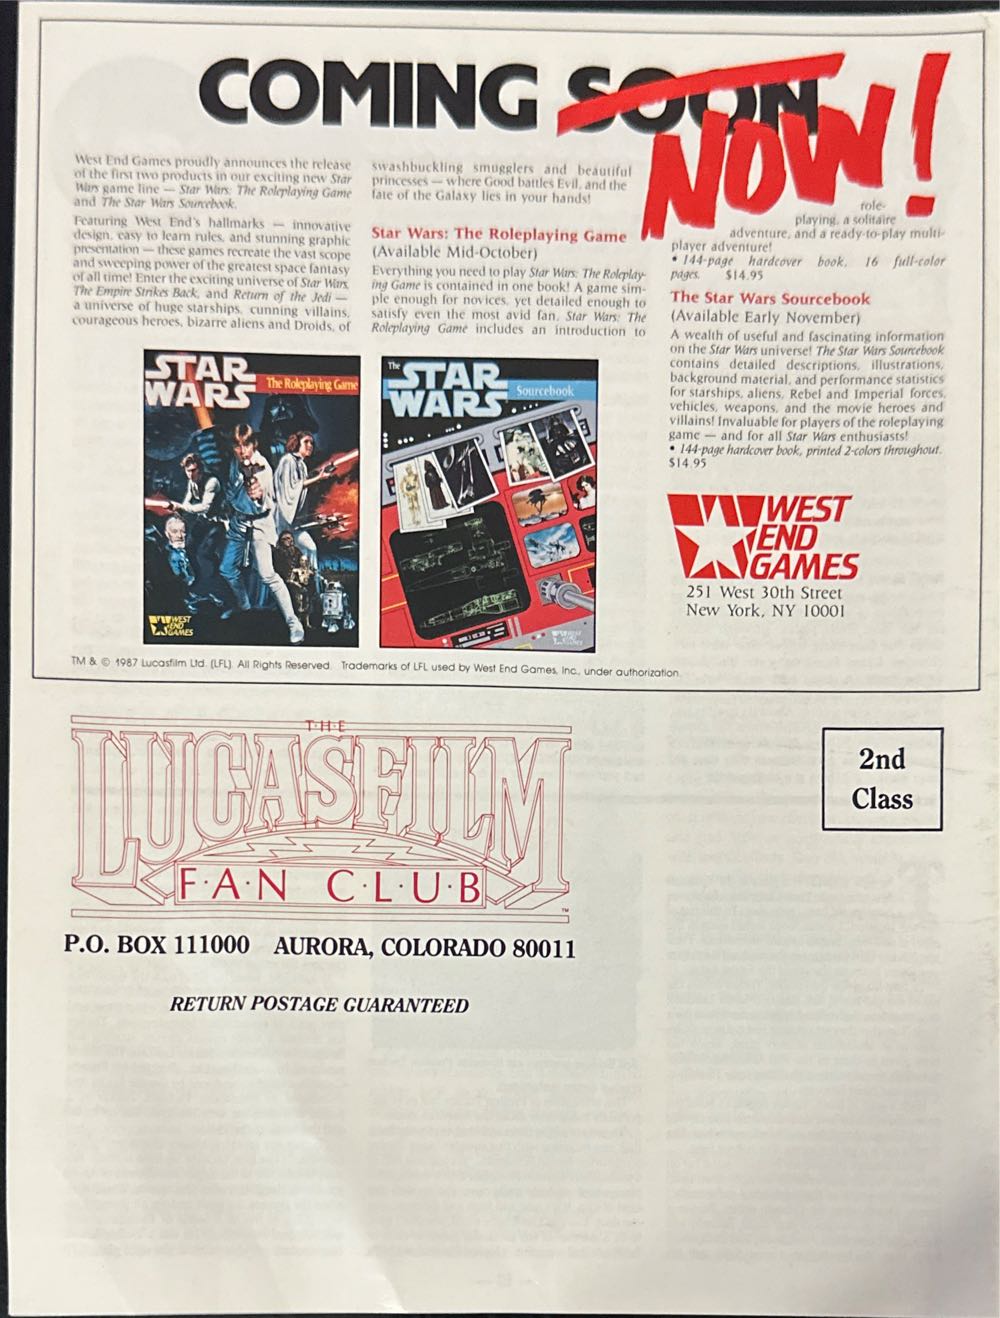 COMING SOON
NOW!
West End Games proudly announces the release
of the first two products in our exciting new Star
Wars game line — Star Wars: The Roleplaying Game
and The Star Wars Sourcebook.
Featuring West End's hallmarks — innovative
design, easy to learn rules, and stunning graphic
presentation — these games recreate the vast scope
and sweeping power of the greatest space fantasy
of all time! Enter the exciting universe of Star Wars,
The Empire Strikes Back, and Return of the Jedi —
a universe of huge starships, cunning villains,
courageous heroes, bizarre aliens and Droids, of
swashbuckling smugglers and beautiful
princesses — where Good battles Evil, and the
fate of the Galaxy lies in your hands!
Star Wars: The Roleplaying Game
(Available Mid-October)
Everything you need to play Star Wars: The Roleplay-
ing Game is contained in one book! A game sim-
ple enough for novices, yet detailed enough to
satisfy even the most avid fan. Star Wars: The
Roleplaying Game includes an introduction to
role-
playing, a solitaire
adventure, and a ready-to-play multi-
player adventure!
• 144-page hardcover book, 16 full-color
pages. $14.95
The Star Wars Sourcebook
(Available Early November)
A wealth of useful and fascinating information
on the Star Wars universe! The Star Wars Sourcebook
contains detailed descriptions, illustrations,
background material, and performance statistics
for starships, aliens, Rebel and Imperial forces,
vehicles, weapons, and the movie heroes and
villains! Invaluable for players of the roleplaying
game — and for all Star Wars enthusiasts!
• 144-page hardcover book, printed 2-colors throughout.
$14.95
STAR
WARS
The Roleplaying Game
WEST
END
GAMES
The
STAR
WARS
Sourcebook
WEST
END
GAMES
WEST
END
GAMES
251 West 30th Street
New York, NY 10001
TM & © 1987 Lucasfilm Ltd. (LFL). All Rights Reserved. Trademarks of LFL used by West End Games, Inc., under authorization.
THE
LUCASFILM
F·A·N C·L·U·B
TM
2nd
Class
P.O. BOX 111000 AURORA, COLORADO 80011
RETURN POSTAGE GUARANTEED